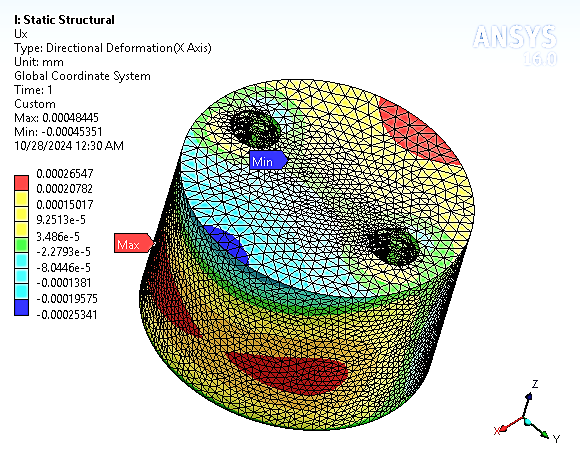 I: Static Structural
Ux
Type: Directional Deformation(X Axis)
Unit: mm
Global Coordinate System
Time: 1
Custom
Max: 0.00048445
Min: -0.00045351
10/28/2024 12:30 AM
ANSYS
16.0
0.00026547
0.00020782
0.00015017
9.2513e-5
3.486e-5
-2.2793e-5
-8.0446e-5
-0.0001381
-0.00019575
-0.00025341
Min
Max
Z
X
Y